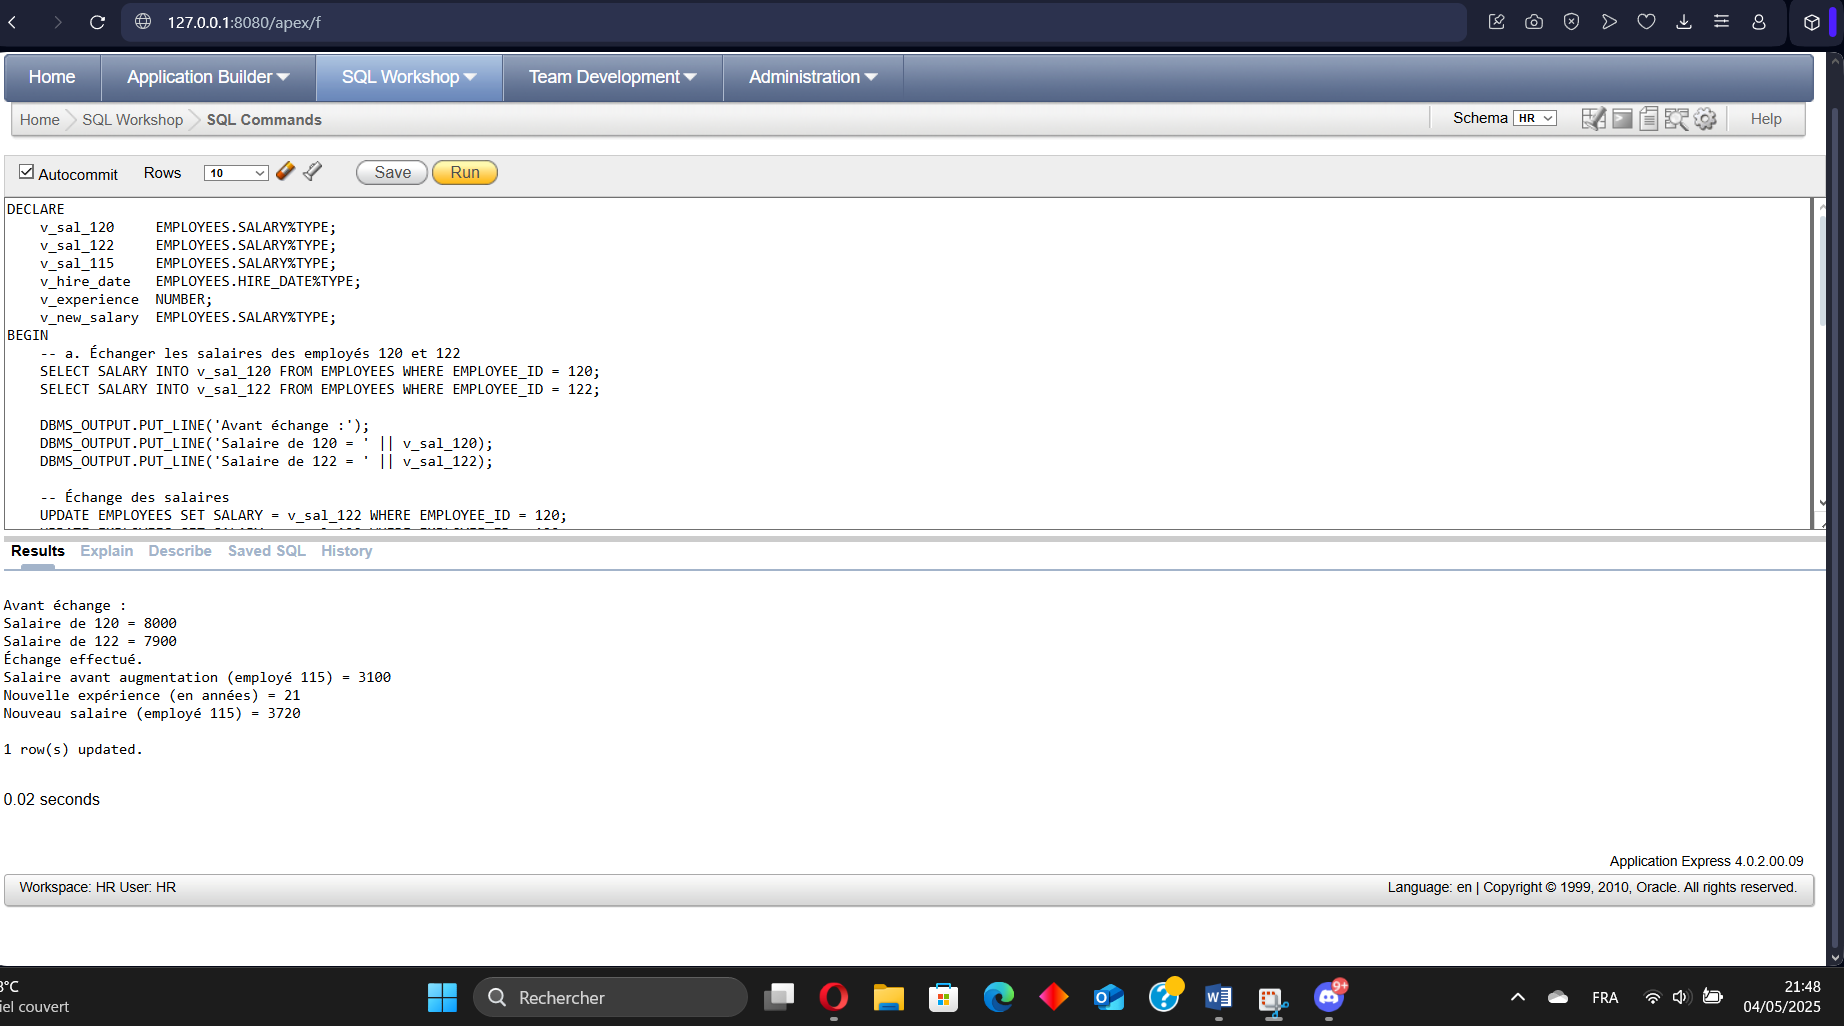 127.0.0.1:8080/apex/f
Home Application Builder SQL Workshop Team Development Administration
Home SQL Workshop SQL Commands Schema HR Help
Autocommit Rows 10 Save Run
DECLARE
v_sal_120 EMPLOYEES.SALARY%TYPE;
v_sal_122 EMPLOYEES.SALARY%TYPE;
v_sal_115 EMPLOYEES.SALARY%TYPE;
v_hire_date EMPLOYEES.HIRE_DATE%TYPE;
v_experience NUMBER;
v_new_salary EMPLOYEES.SALARY%TYPE;
BEGIN
-- a. Échanger les salaires des employés 120 et 122
SELECT SALARY INTO v_sal_120 FROM EMPLOYEES WHERE EMPLOYEE_ID = 120;
SELECT SALARY INTO v_sal_122 FROM EMPLOYEES WHERE EMPLOYEE_ID = 122;
DBMS_OUTPUT.PUT_LINE('Avant échange :');
DBMS_OUTPUT.PUT_LINE('Salaire de 120 = ' || v_sal_120);
DBMS_OUTPUT.PUT_LINE('Salaire de 122 = ' || v_sal_122);
-- Échange des salaires
UPDATE EMPLOYEES SET SALARY = v_sal_122 WHERE EMPLOYEE_ID = 120;
Results Explain Describe Saved SQL History
Avant échange :
Salaire de 120 = 8000
Salaire de 122 = 7900
Échange effectué.
Salaire avant augmentation (employé 115) = 3100
Nouvelle expérience (en années) = 21
Nouveau salaire (employé 115) = 3720
1 row(s) updated.
0.02 seconds
Application Express 4.0.2.00.09
Workspace: HR User: HR Language: en | Copyright © 1999, 2010, Oracle. All rights reserved.
°C
iel couvert
Rechercher
9+
FRA
21:48
04/05/2025